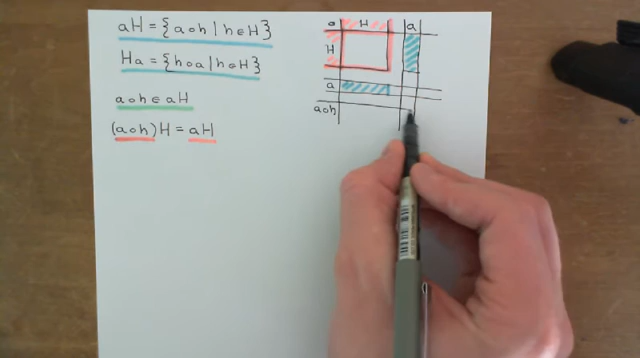 aH = {a∘h | h∈H}
Ha = {h∘a | h∈H}
a∘h ∈ aH
(a∘h)H = aH
∘ H a
H
a
a∘h